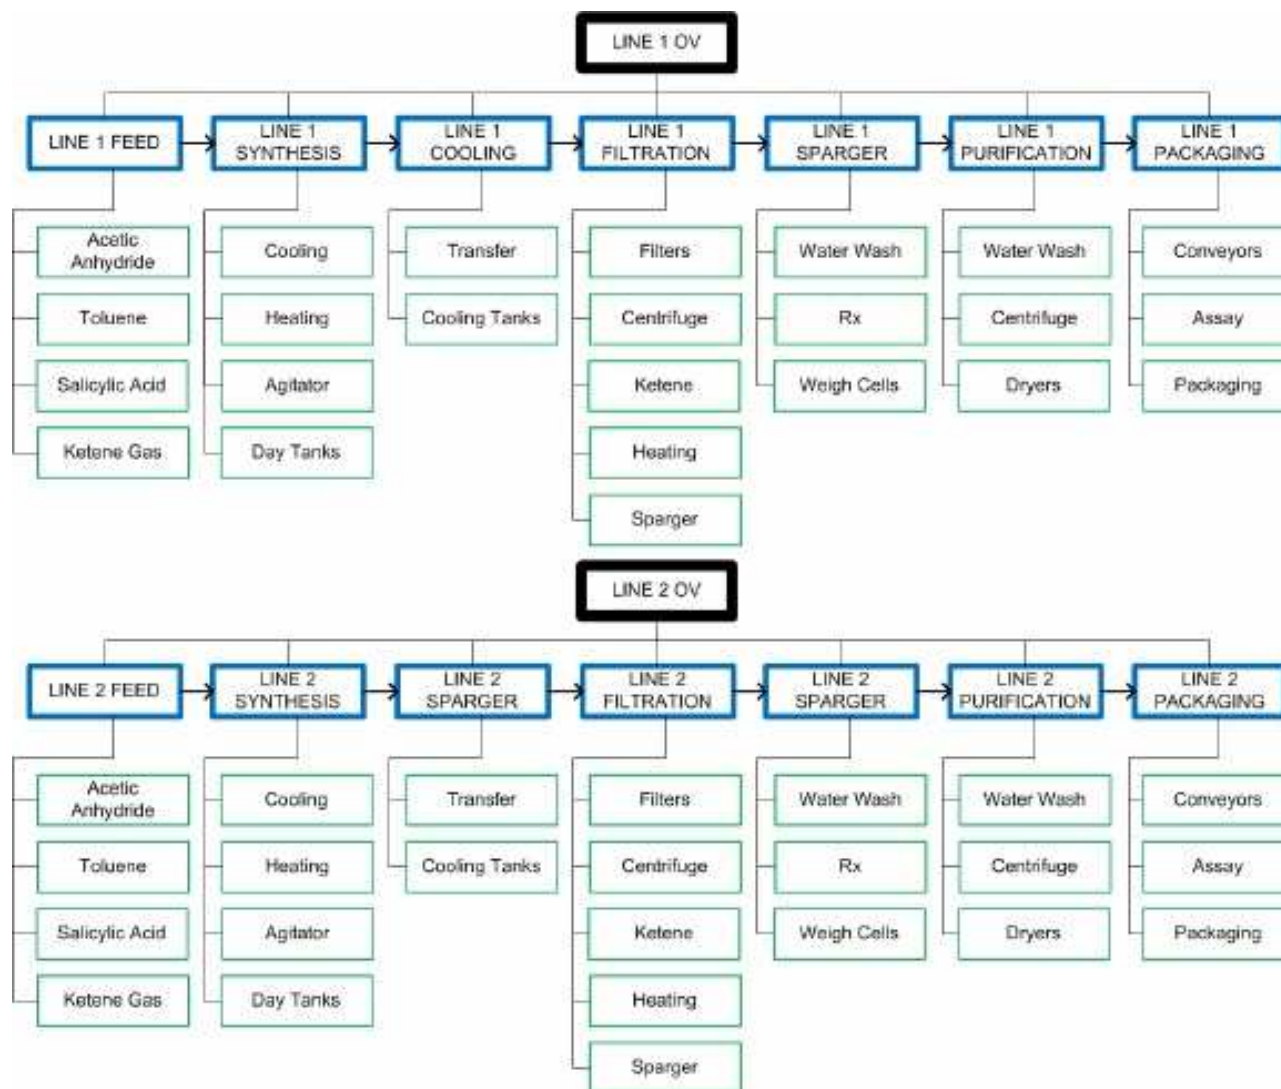 LINE 1 OV
LINE 1 FEED
LINE 1
SYNTHESIS
LINE 1
COOLING
LINE 1
FILTRATION
LINE 1
SPARGER
LINE 1
PURIFICATION
LINE 1
PACKAGING
Acetic
Anhydride
Toluene
Salicylic Acid
Ketene Gas
Cooling
Heating
Agitator
Day Tanks
Transfer
Cooling Tanks
Filters
Centrifuge
Ketene
Heating
Sparger
Water Wash
Rx
Weigh Cells
Water Wash
Centrifuge
Dryers
Conveyors
Assay
Packaging
LINE 2 OV
LINE 2 FEED
LINE 2
SYNTHESIS
LINE 2
SPARGER
LINE 2
FILTRATION
LINE 2
SPARGER
LINE 2
PURIFICATION
LINE 2
PACKAGING
Acetic
Anhydride
Toluene
Salicylic Acid
Ketene Gas
Cooling
Heating
Agitator
Day Tanks
Transfer
Cooling Tanks
Filters
Centrifuge
Ketene
Heating
Sparger
Water Wash
Rx
Weigh Cells
Water Wash
Centrifuge
Dryers
Conveyors
Assay
Packaging